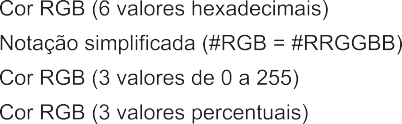 Cor RGB (6 valores hexadecimais)
Notação simplificada (#RGB = #RRGGBB)
Cor RGB (3 valores de 0 a 255)
Cor RGB (3 valores percentuais)